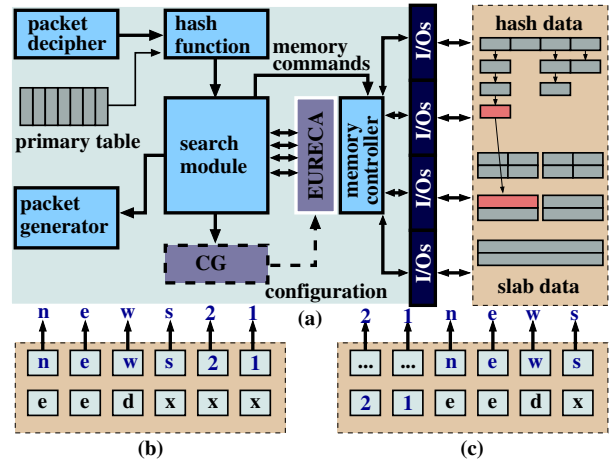 packet decipher
hash function
memory commands
primary table
search module
EURECA
memory controller
I/Os
I/Os
I/Os
I/Os
hash data
slab data
packet generator
CG
configuration
(a)
n e w s 2 1
n e w s 2 1
e e d x x x
(b)
2 1 n e w s
... ... n e w s
2 1 e e d x
(c)